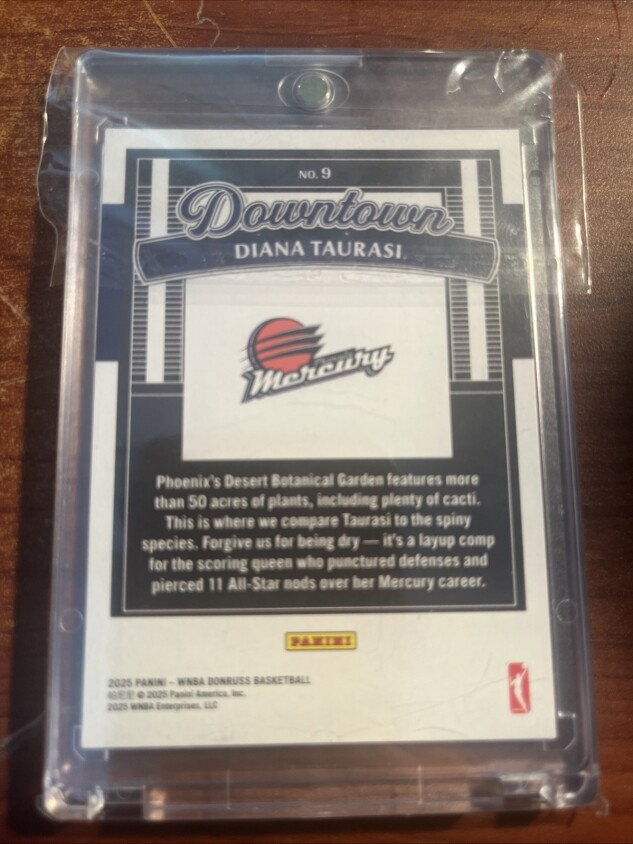 NO. 9
Downtown
DIANA TAURASI
Mercury
Phoenix's Desert Botanical Garden features more
than 50 acres of plants, including plenty of cacti.
This is where we compare Taurasi to the spiny
species. Forgive us for being dry — it's a layup comp
for the scoring queen who punctured defenses and
pierced 11 All-Star nods over her Mercury career.
PANINI
2025 PANINI – WNBA DONRUSS BASKETBALL
© 2025 Panini America, Inc.
2025 WNBA Enterprises, LLC